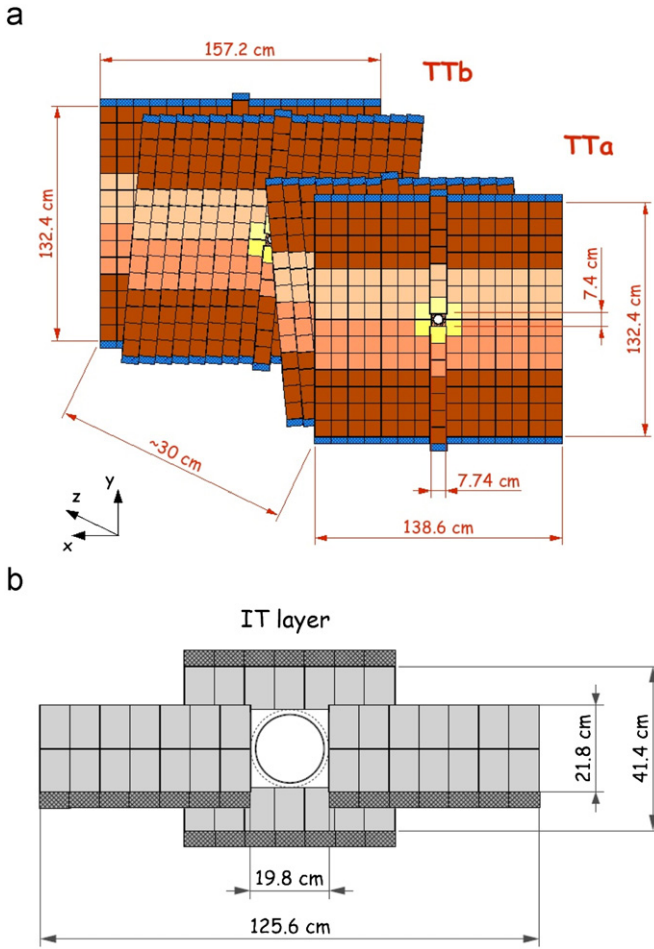 a
157.2 cm
TTb
TTa
132.4 cm
7.4 cm
132.4 cm
~30 cm
y
z
x
7.74 cm
138.6 cm
b
IT layer
21.8 cm
41.4 cm
19.8 cm
125.6 cm